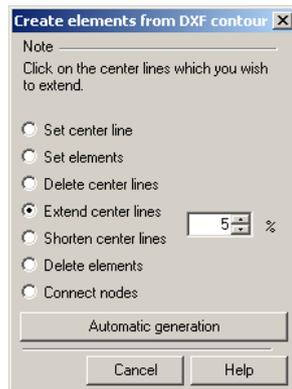 Create elements from DXF contour
Note
Click on the center lines which you wish
to extend.
Set center line
Set elements
Delete center lines
Extend center lines
5 %
Shorten center lines
Delete elements
Connect nodes
Automatic generation
Cancel Help